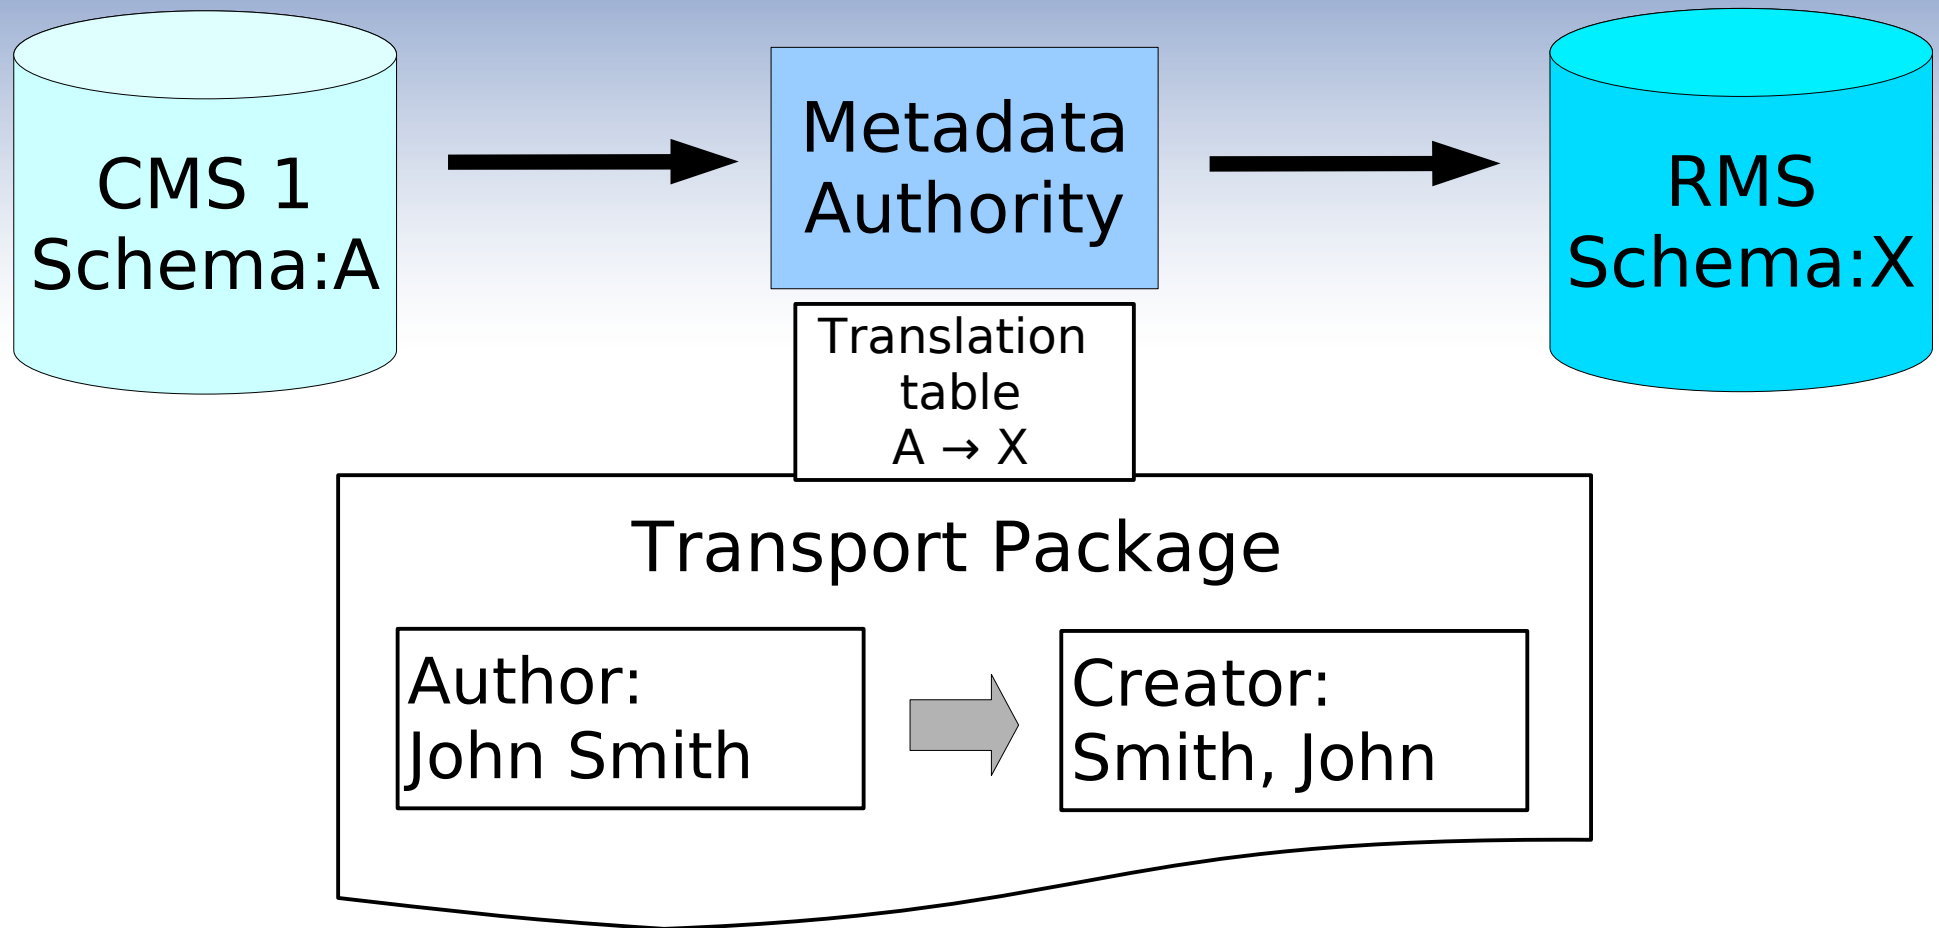 CMS 1
Schema:A
Metadata
Authority
RMS
Schema:X
Translation
table
A → X
Transport Package
Author:
John Smith
Creator:
Smith, John